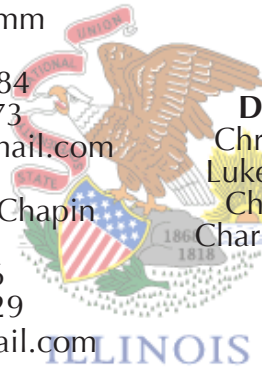 mm
UNION
NATIONAL
84
73
D
nail.com
Chr
STATE
Luke
Chapin
Ch
Char
1868
1818
6
29
ail.com
ILLINOIS